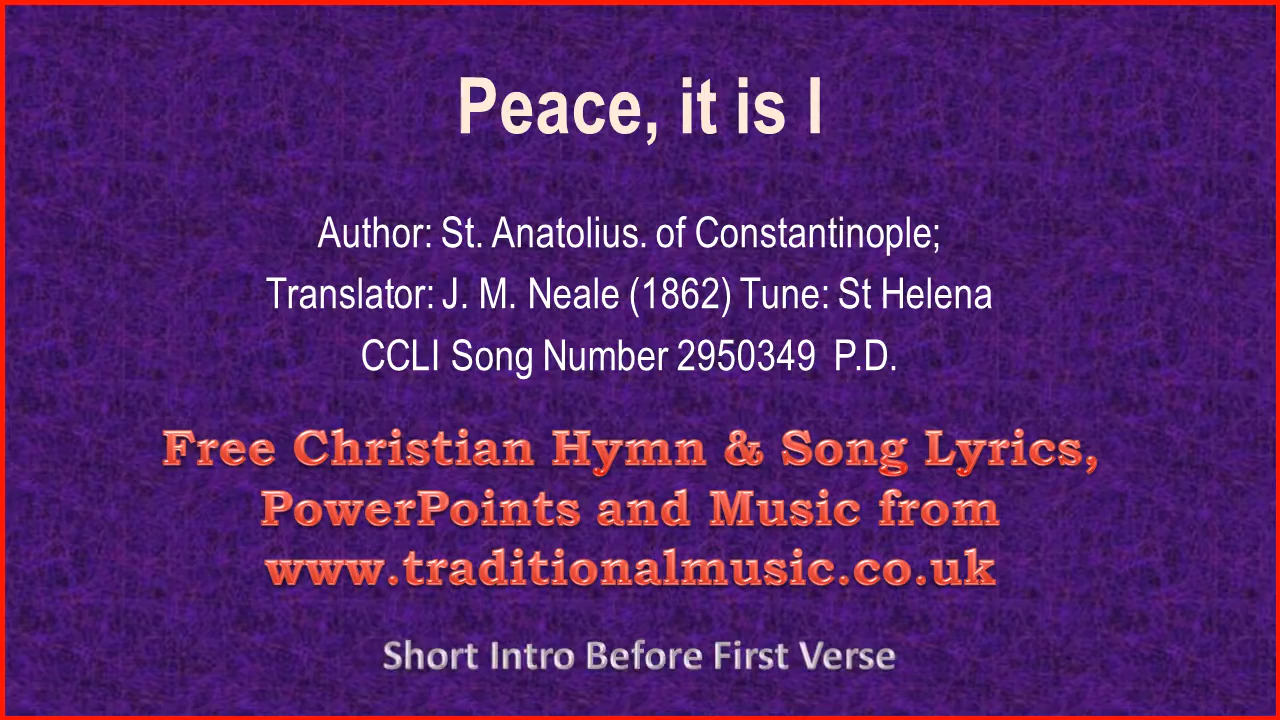 Peace, it is I
Author: St. Anatolius. of Constantinople;
Translator: J. M. Neale (1862) Tune: St Helena
CCLI Song Number 2950349  P.D.
Free Christian Hymn & Song Lyrics,
PowerPoints and Music from
www.traditionalmusic.co.uk
Short Intro Before First Verse